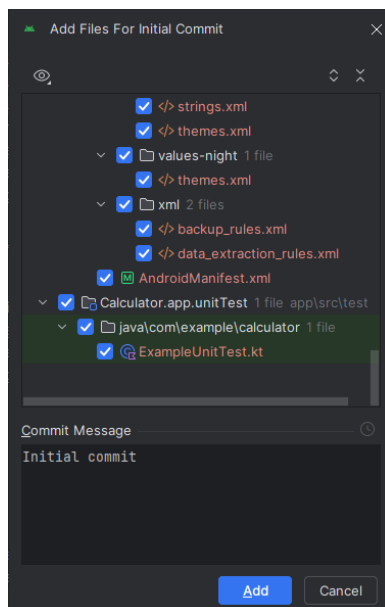 Add Files For Initial Commit
strings.xml
themes.xml
values-night 1 file
themes.xml
xml 2 files
backup_rules.xml
data_extraction_rules.xml
AndroidManifest.xml
Calculator.app.unitTest 1 file app\src\test
java\com\example\calculator 1 file
ExampleUnitTest.kt
Commit Message
Initial commit
Add Cancel